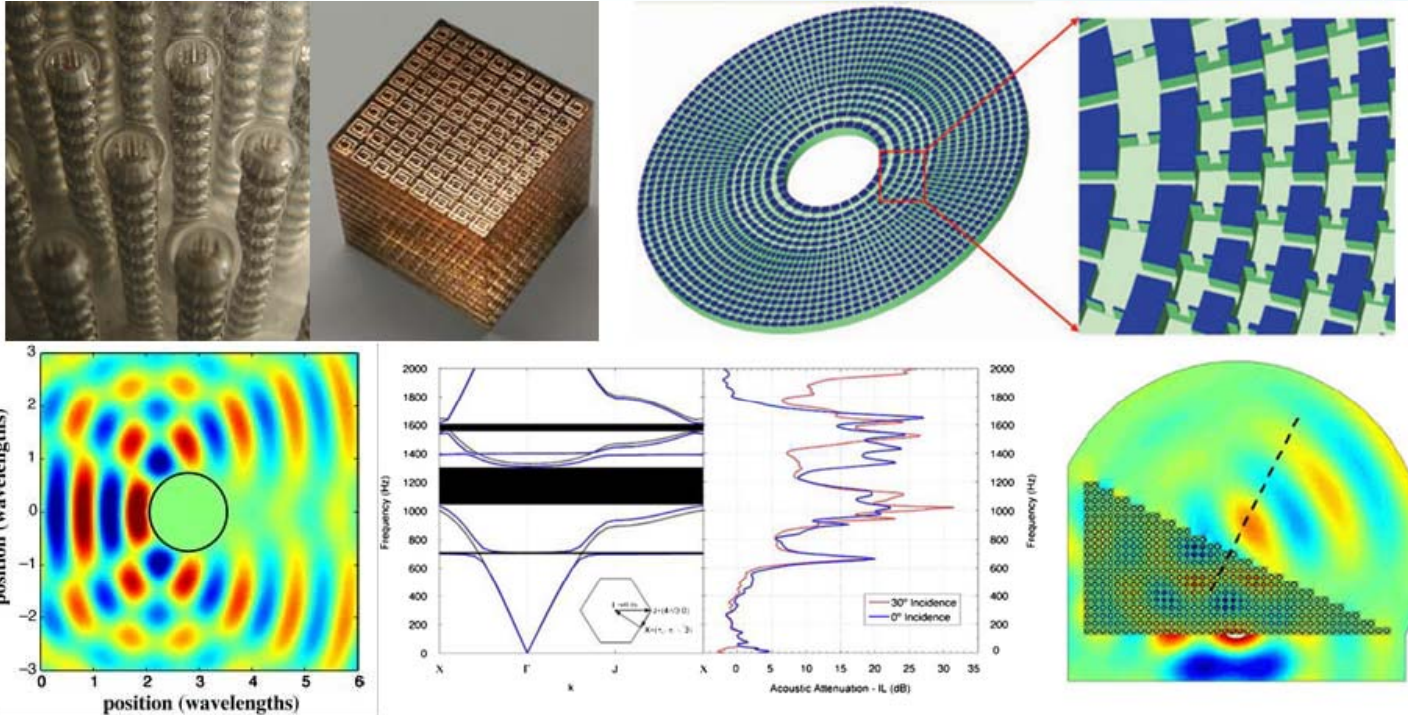 position (wavelengths)
3
2
1
0
−1
−2
−3
0 1 2 3 4 5 6
position (wavelengths)
Frequency (Hz)
2000
1800
1600
1400
1200
1000
800
600
400
200
0
X Γ J X
k
0 5 10 15 20 25 30 35
Acoustic Attenuation - IL (dB)
30º Incidence
0º Incidence
2000
1800
1600
1400
1200
1000
800
600
400
200
0
Frequency (Hz)